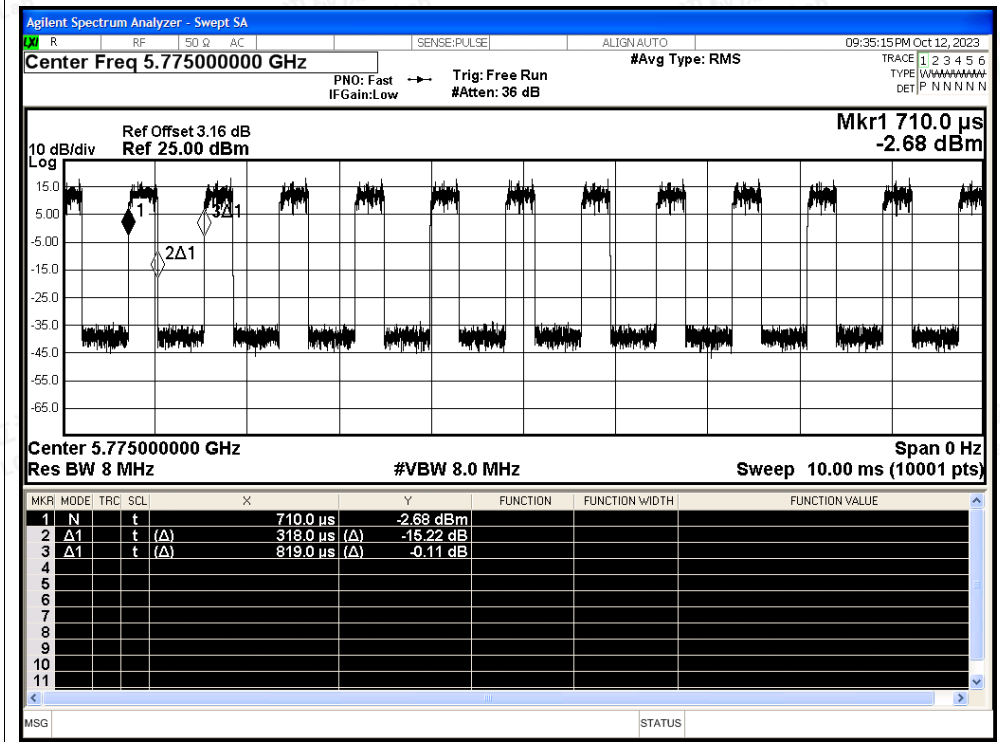 Agilent Spectrum Analyzer - Swept SA
LXI R RF 50 Ω AC SENSE:PULSE ALIGN AUTO 09:35:15 PM Oct 12, 2023
Center Freq 5.775000000 GHz #Avg Type: RMS TRACE 1 2 3 4 5 6
PNO: Fast Trig: Free Run TYPE W
IFGain:Low #Atten: 36 dB DET P N N N N N
Mkr1 710.0 µs
Ref Offset 3.16 dB
10 dB/div Ref 25.00 dBm -2.68 dBm
Log
15.0
5.00 1 3Δ1
-5.00 2Δ1
-15.0
-25.0
-35.0
-45.0
-55.0
-65.0
Center 5.775000000 GHz Span 0 Hz
Res BW 8 MHz #VBW 8.0 MHz Sweep 10.00 ms (10001 pts)
MKR MODE TRC SCL X Y FUNCTION FUNCTION WIDTH FUNCTION VALUE
1 N t 710.0 µs -2.68 dBm
2 Δ1 t (Δ) 318.0 µs (Δ) -15.22 dB
3 Δ1 t (Δ) 819.0 µs (Δ) -0.11 dB
4
5
6
7
8
9
10
11
MSG STATUS